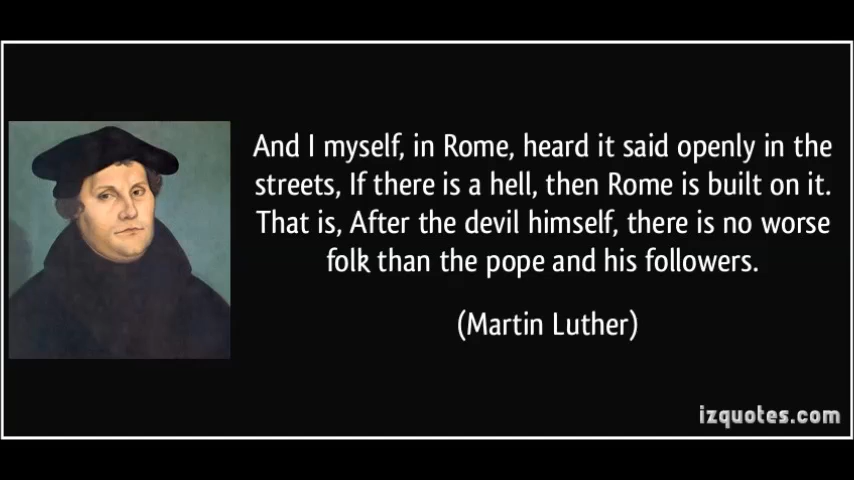 And I myself, in Rome, heard it said openly in the
streets, If there is a hell, then Rome is built on it.
That is, After the devil himself, there is no worse
folk than the pope and his followers.
(Martin Luther)
izquotes.com